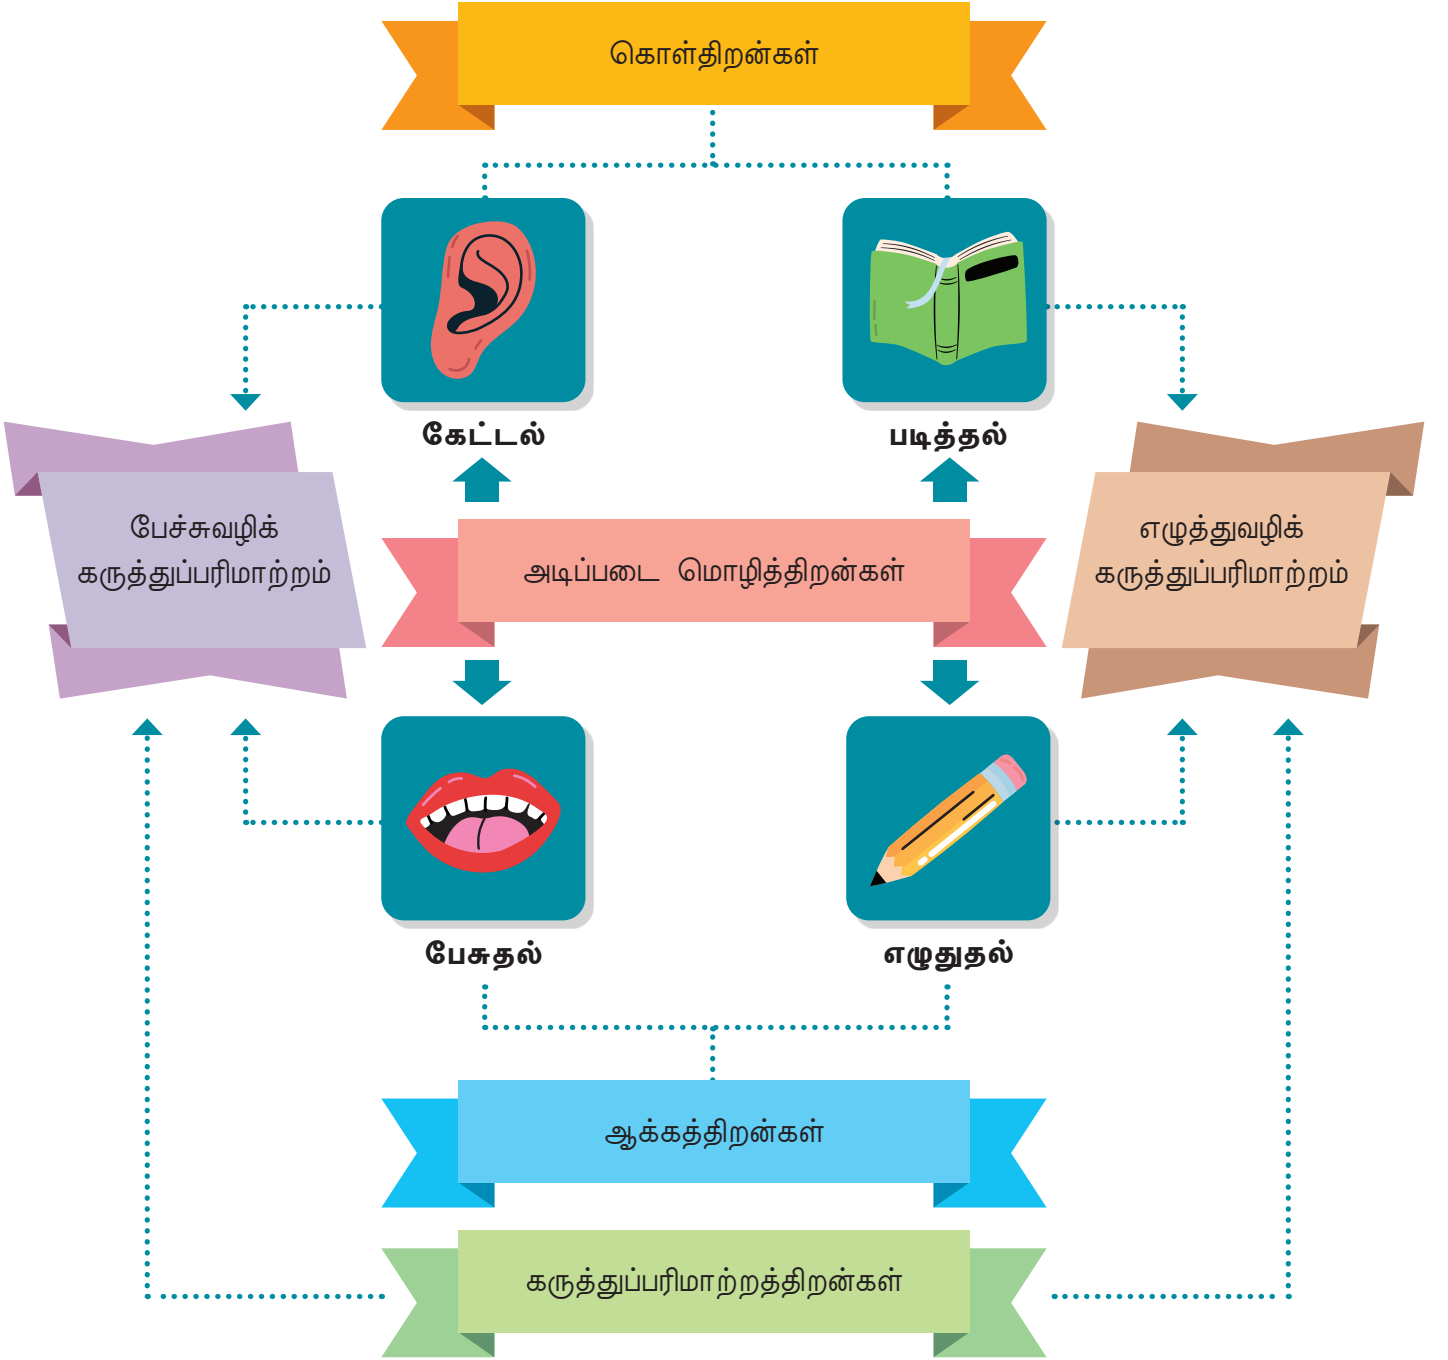 கொள்திறன்கள்
கேட்டல்
படித்தல்
பேச்சுவழிக்
கருத்துப்பரிமாற்றம்
அடிப்படை மொழித்திறன்கள்
எழுத்துவழிக்
கருத்துப்பரிமாற்றம்
பேசுதல்
எழுதுதல்
ஆக்கத்திறன்கள்
கருத்துப்பரிமாற்றத்திறன்கள்